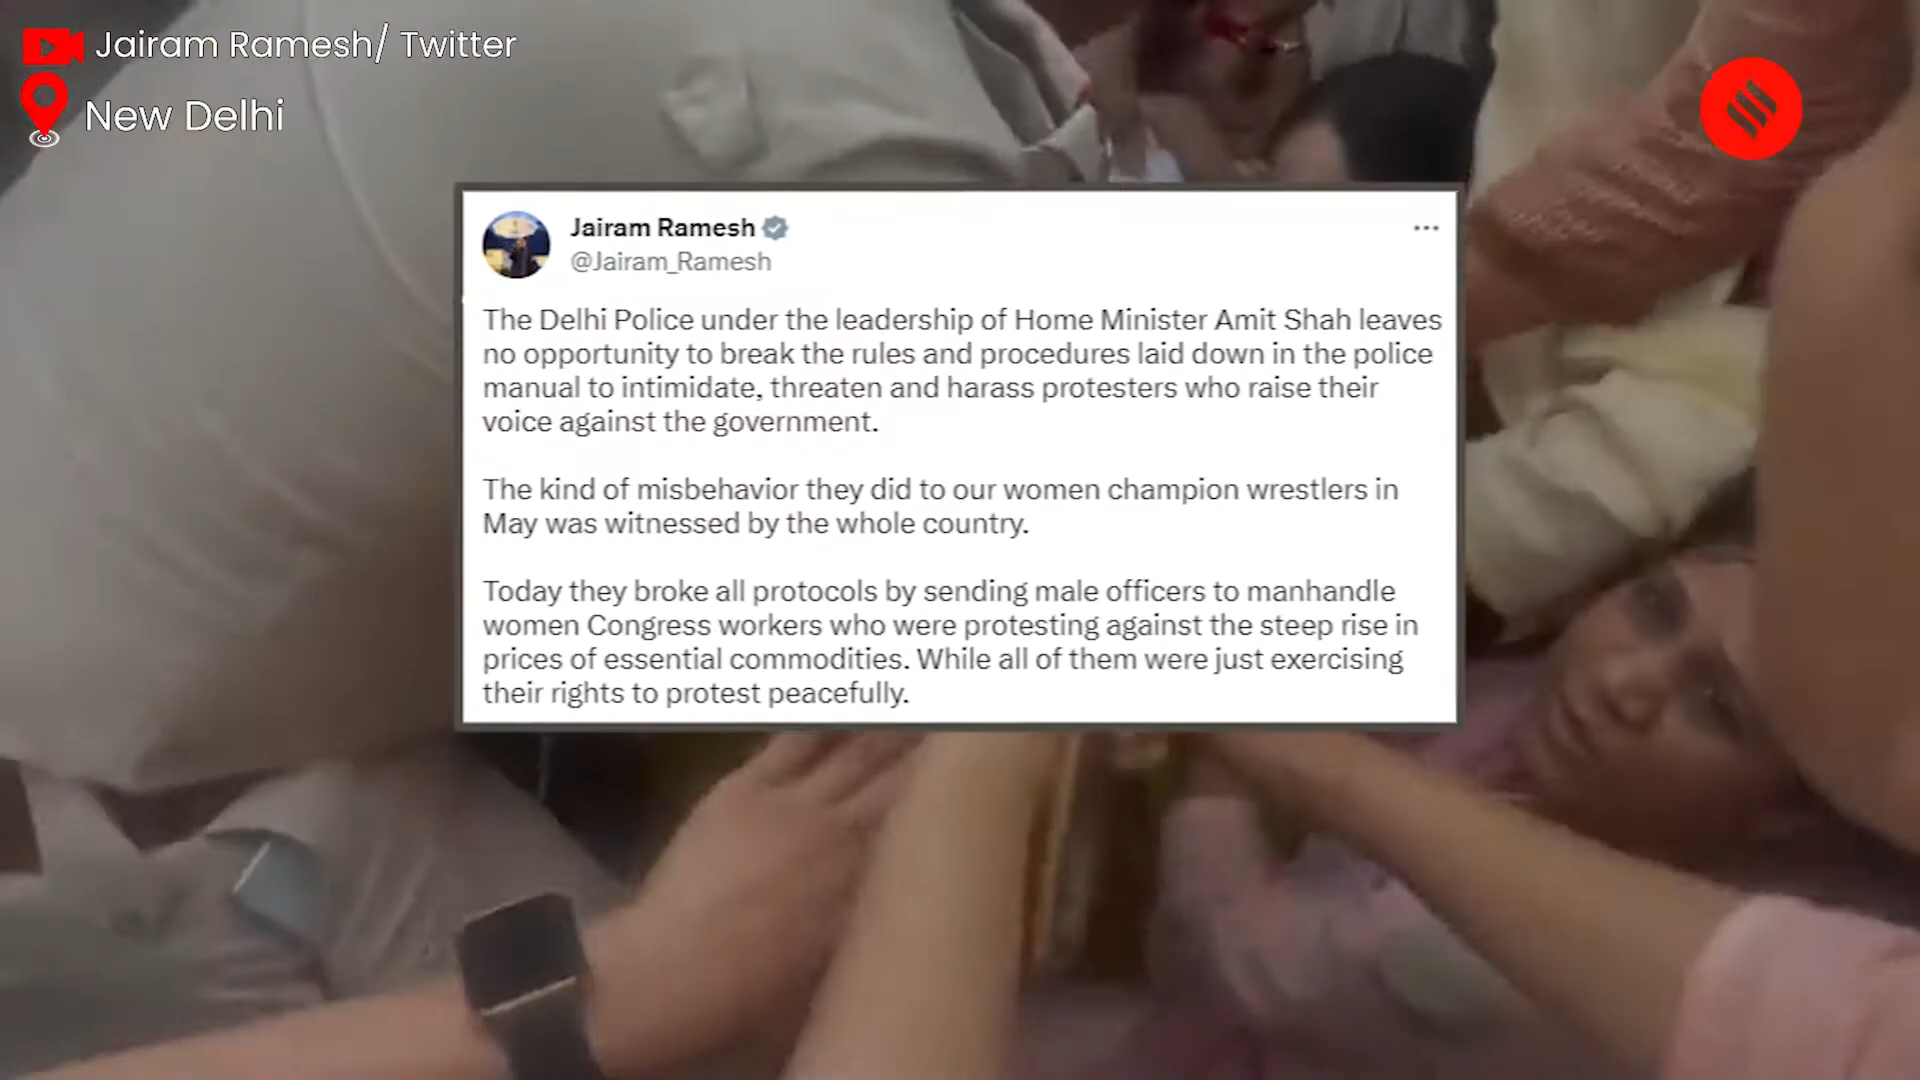 Jairam Ramesh/ Twitter
New Delhi
Jairam Ramesh
@Jairam_Ramesh
The Delhi Police under the leadership of Home Minister Amit Shah leaves
no opportunity to break the rules and procedures laid down in the police
manual to intimidate, threaten and harass protesters who raise their
voice against the government.
The kind of misbehavior they did to our women champion wrestlers in
May was witnessed by the whole country.
Today they broke all protocols by sending male officers to manhandle
women Congress workers who were protesting against the steep rise in
prices of essential commodities. While all of them were just exercising
their rights to protest peacefully.